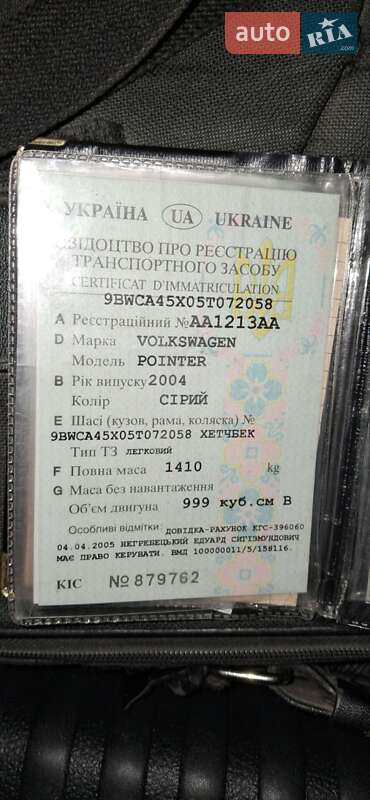 auto RIA.com
УКРАЇНА UA UKRAINE
СВІДОЦТВО ПРО РЕЄСТРАЦІЮ
ТРАНСПОРТНОГО ЗАСОБУ
CERTIFICAT D'IMMATRICULATION
9BWCA45X05T072058
A Реєстраційний № АА1213АА
D Марка VOLKSWAGEN
Модель POINTER
B Рік випуску 2004
Колір СІРИЙ
E Шасі (кузов, рама, коляска) №
9BWCA45X05T072058 ХЕТЧБЕК
Тип ТЗ ЛЕГКОВИЙ
F Повна маса 1410 kg
G Маса без навантаження
Об'єм двигуна 999 куб.см В
Особливі відмітки: ДОВІДКА-РАХУНОК КГС-396060
04.04.2005 НЕГРЕБЕЦЬКИЙ ЕДУАРД СИГІЗМУНДОВИЧ
МАЄ ПРАВО КЕРУВАТИ. ВМД 100000011/5/158116.
КІС №879762